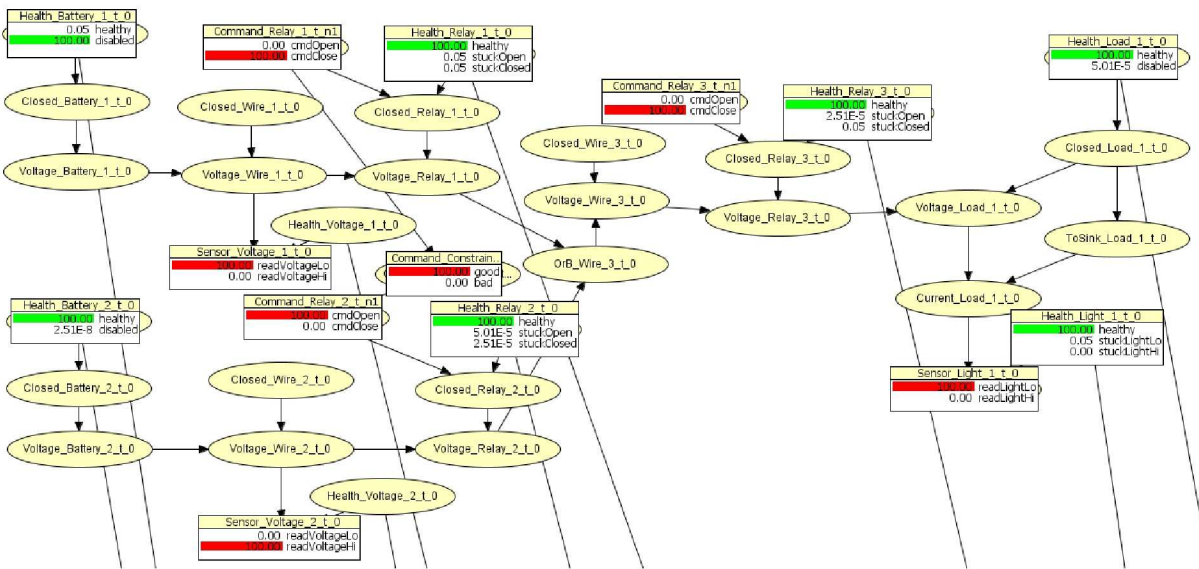 Health_Battery_1_t_0
0.05 healthy
100.00 disabled
Command_Relay_1_t_n1
0.00 cmdOpen
100.00 cmdClose
Health_Relay_1_t_0
100.00 healthy
0.05 stuckOpen
0.05 stuckClosed
Health_Load_1_t_0
100.00 healthy
5.01E-5 disabled
Command_Relay_3_t_n1
0.00 cmdOpen
100.00 cmdClose
Health_Relay_3_t_0
100.00 healthy
2.51E-5 stuckOpen
0.05 stuckClosed
Closed_Battery_1_t_0
Closed_Wire_1_t_0
Closed_Relay_1_t_0
Closed_Wire_3_t_0
Closed_Relay_3_t_0
Closed_Load_1_t_0
Voltage_Battery_1_t_0
Voltage_Wire_1_t_0
Voltage_Relay_1_t_0
Voltage_Wire_3_t_0
Voltage_Relay_3_t_0
Voltage_Load_1_t_0
Health_Voltage_1_t_0
ToSink_Load_1_t_0
Sensor_Voltage_1_t_0
100.00 readVoltageLo
0.00 readVoltageHi
Command_Constrain...
100.00 good...
0.00 bad
OrB_Wire_3_t_0
Current_Load_1_t_0
Health_Battery_2_t_0
100.00 healthy
2.51E-8 disabled
Command_Relay_2_t_n1
100.00 cmdOpen
0.00 cmdClose
Health_Relay_2_t_0
100.00 healthy
5.01E-5 stuckOpen
2.51E-5 stuckClosed
Health_Light_1_t_0
100.00 healthy
0.05 stuckLightLo
0.00 stuckLightHi
Sensor_Light_1_t_0
100.00 readLightLo
0.00 readLightHi
Closed_Battery_2_t_0
Closed_Wire_2_t_0
Closed_Relay_2_t_0
Voltage_Battery_2_t_0
Voltage_Wire_2_t_0
Voltage_Relay_2_t_0
Health_Voltage_2_t_0
Sensor_Voltage_2_t_0
0.00 readVoltageLo
100.00 readVoltageHi